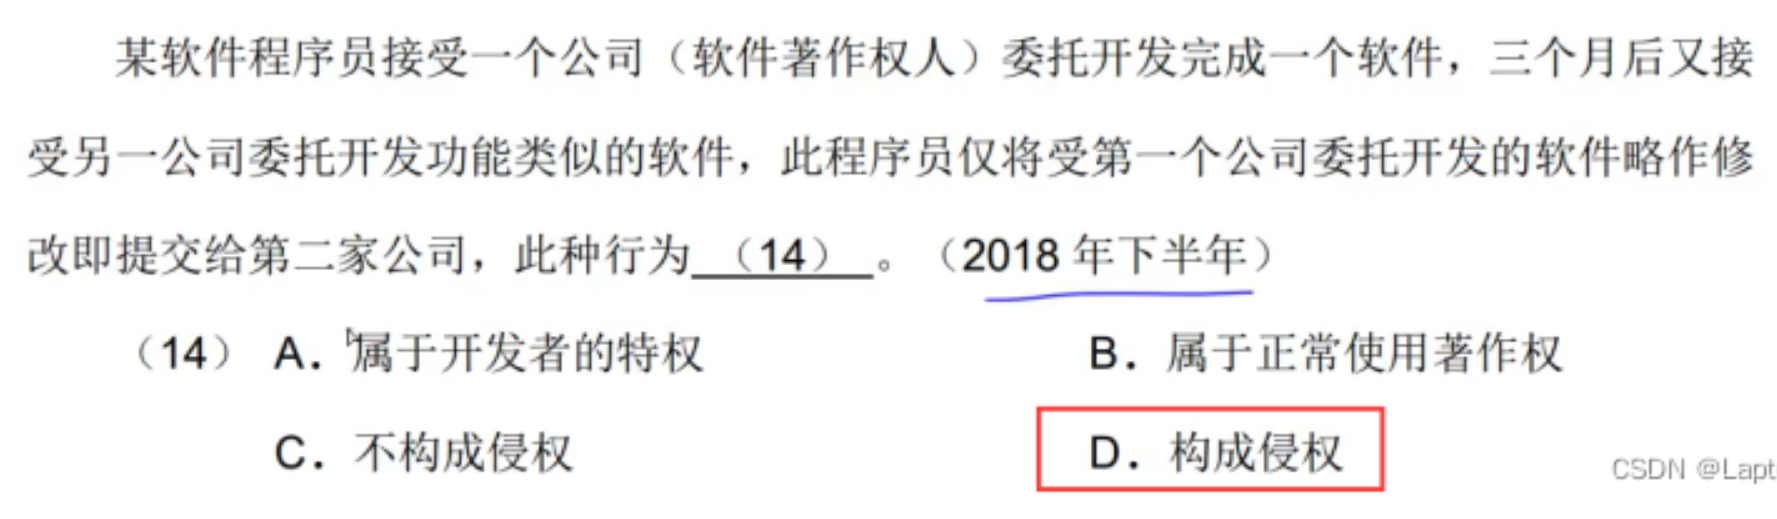 某软件程序员接受一个公司（软件著作权人）委托开发完成一个软件，三个月后又接
受另一公司委托开发功能类似的软件，此程序员仅将受第一个公司委托开发的软件略作修
改即提交给第二家公司，此种行为 （14） 。（2018 年下半年）
（14） A．属于开发者的特权 B．属于正常使用著作权
C．不构成侵权 D．构成侵权
CSDN @Lapt